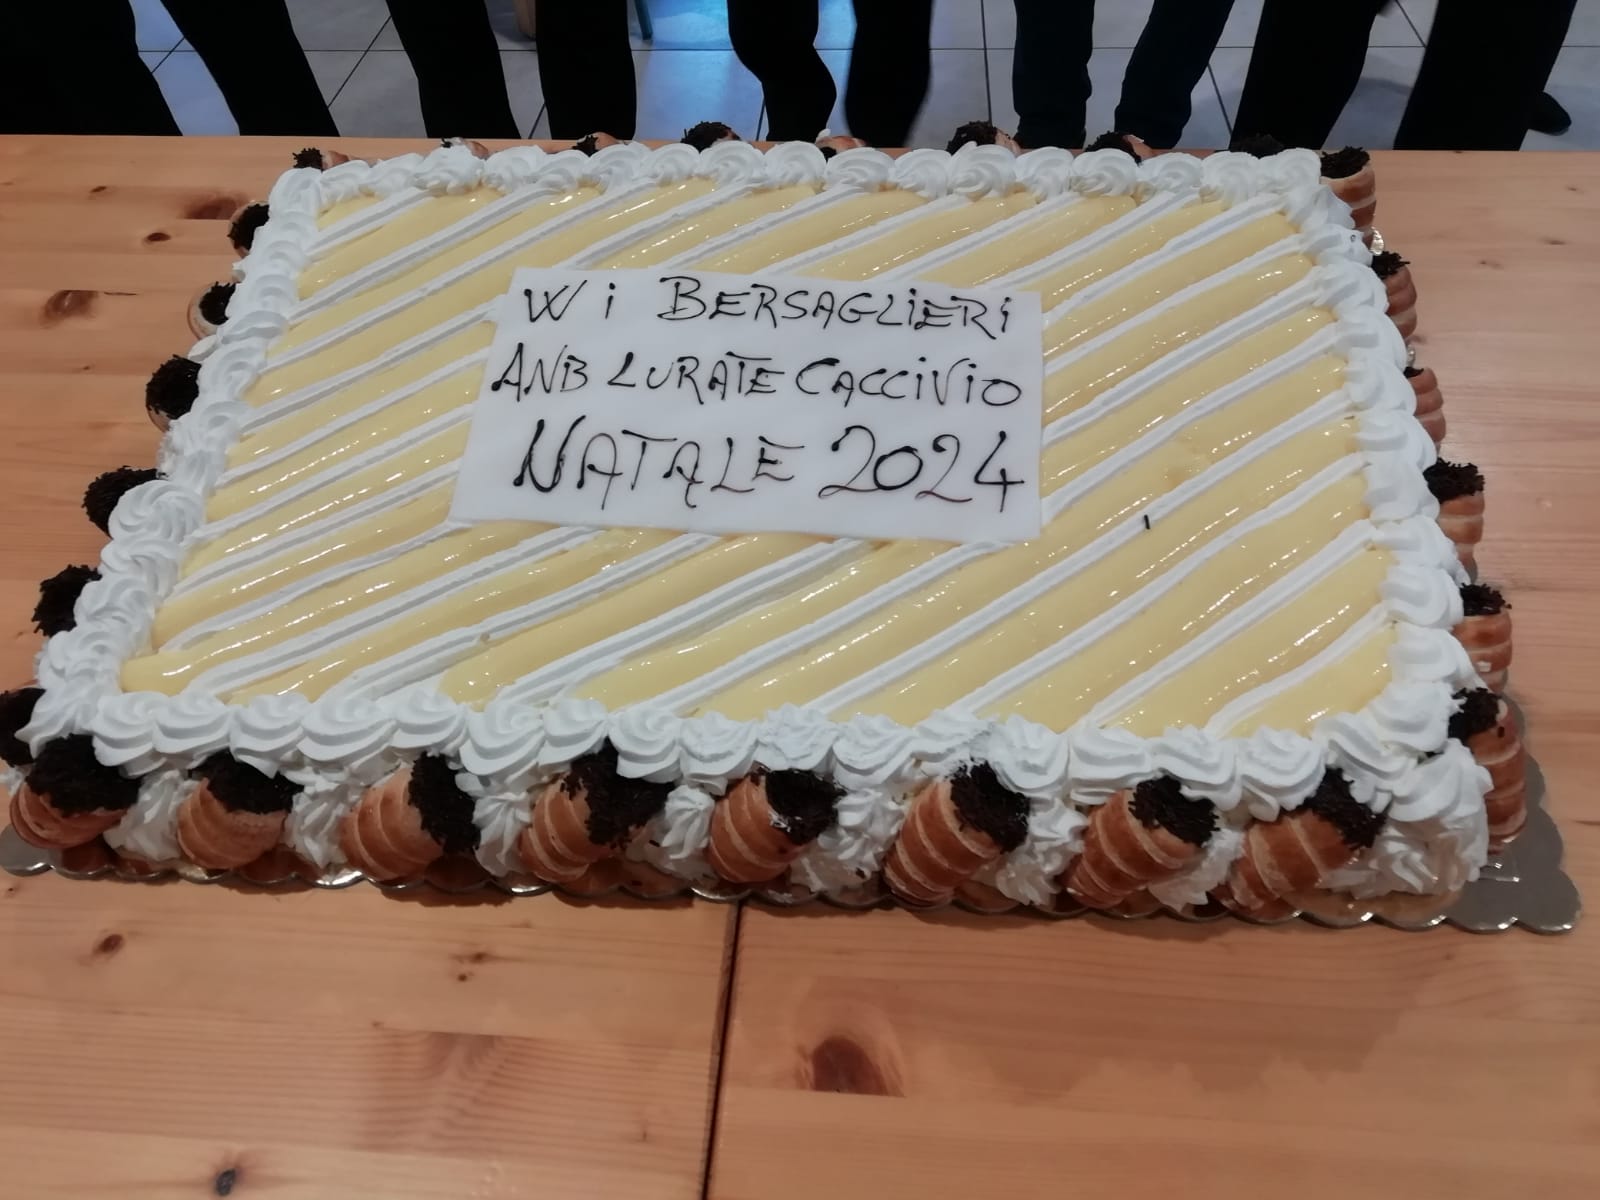 W i BERSAGLIERI
ANB LURATE CACCIVIO
NATALE 2024